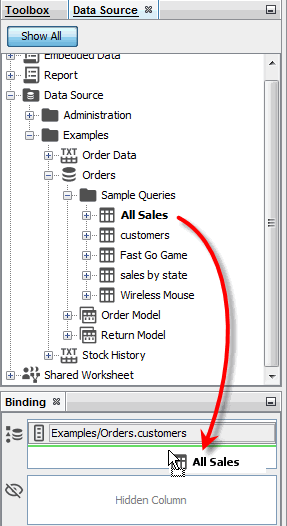 Toolbox Data Source
Show All
Embedded Data
Report
Data Source
Administration
Examples
TXT Order Data
Orders
Sample Queries
All Sales
customers
Fast Go Game
sales by state
Wireless Mouse
Order Model
Return Model
TXT Stock History
Shared Worksheet
Binding
Examples/Orders.customers
All Sales
Hidden Column